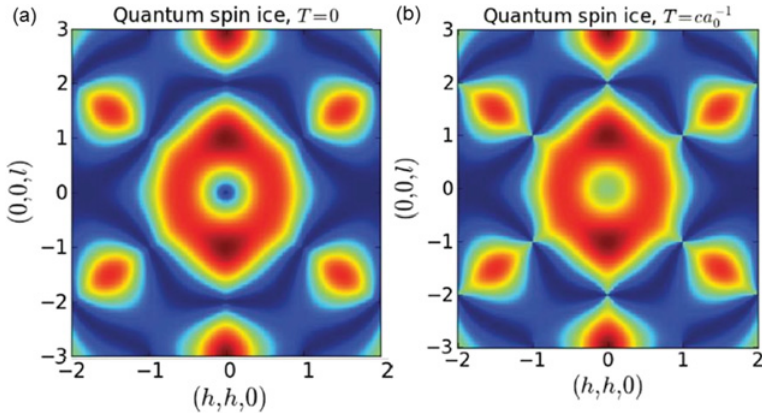 (a) Quantum spin ice, T=0
3
2
1
0
-1
-2
-3
(0,0,l)
-2 -1 0 1 2
(h,h,0)
(b) Quantum spin ice, T=ca₀⁻¹
3
2
1
0
-1
-2
-3
(0,0,l)
-2 -1 0 1 2
(h,h,0)